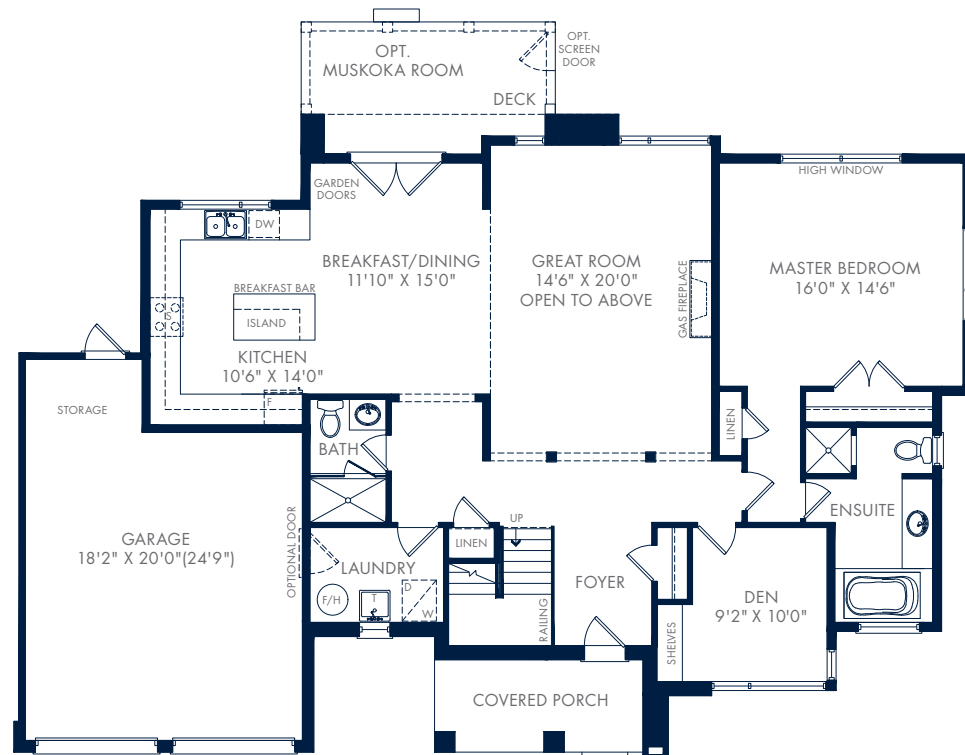 OPT.
MUSKOKA ROOM
OPT.
SCREEN
DOOR
DECK
GARDEN
DOORS
HIGH WINDOW
DW
BREAKFAST/DINING
11'10" X 15'0"
GREAT ROOM
14'6" X 20'0"
OPEN TO ABOVE
GAS FIREPLACE
MASTER BEDROOM
16'0" X 14'6"
BREAKFAST BAR
ISLAND
S
KITCHEN
10'6" X 14'0"
F
STORAGE
LINEN
BATH
ENSUITE
UP
LINEN
GARAGE
18'2" X 20'0"(24'9")
OPTIONAL DOOR
LAUNDRY
F/H
T
D
W
RAILING
FOYER
DEN
9'2" X 10'0"
SHELVES
COVERED PORCH